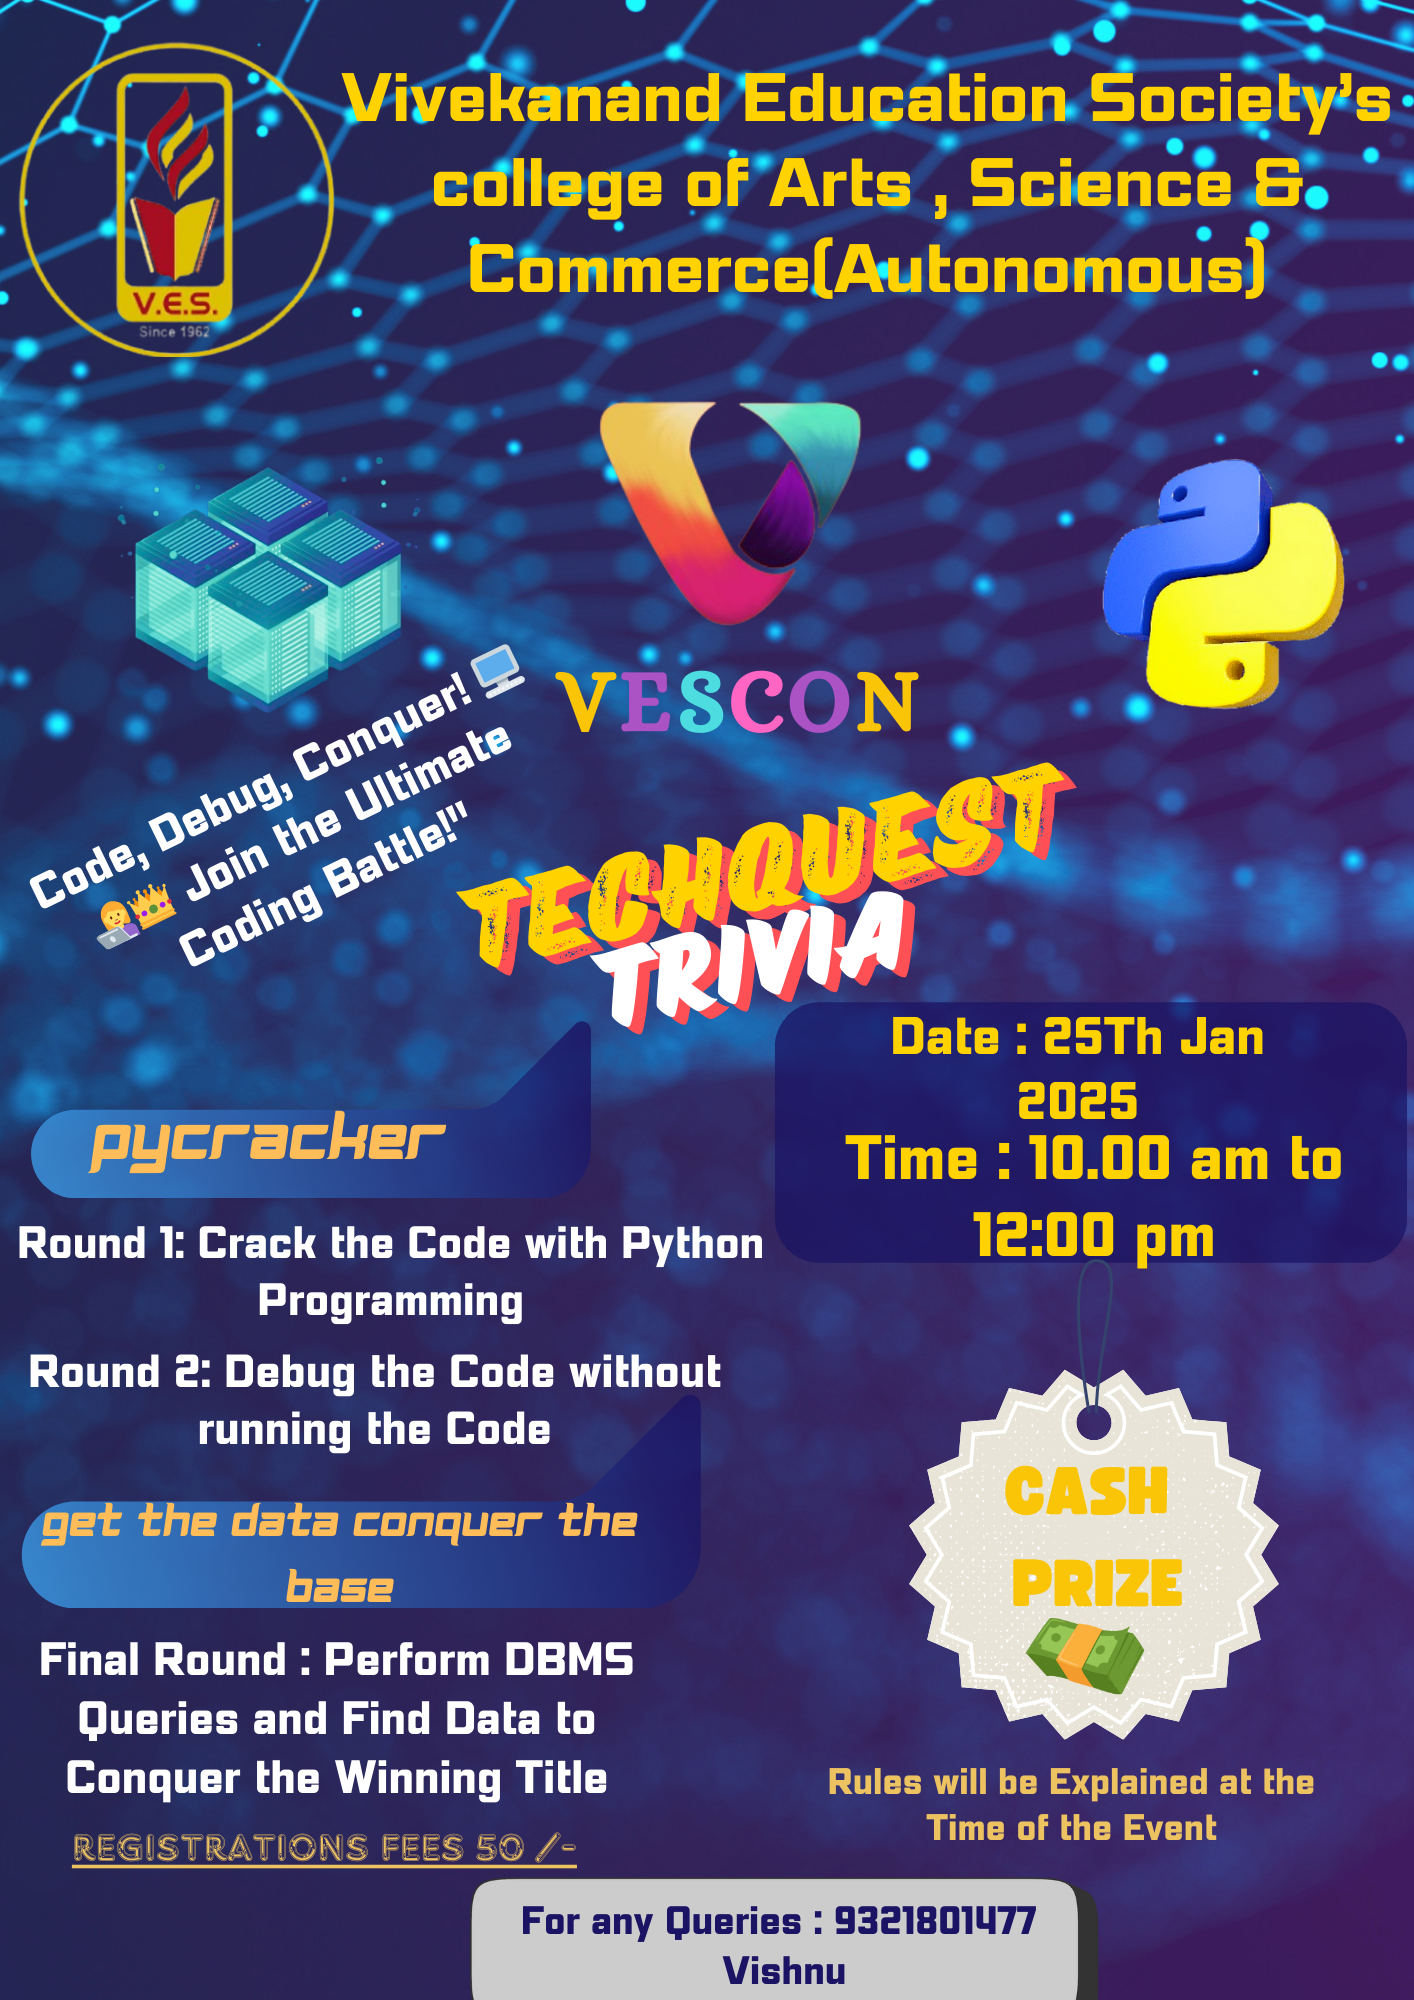 Vivekanand Education Society's
college of Arts , Science &
Commerce(Autonomous)
V.E.S.
Since 1962
VESCON
Code, Debug, Conquer! 🖥️
👩‍💻👑 Join the Ultimate
Coding Battle!"
TECHQUEST
TRIVIA
Date : 25Th Jan
2025
Time : 10.00 am to
12:00 pm
pycracker
Round 1: Crack the Code with Python
Programming
Round 2: Debug the Code without
running the Code
get the data conquer the
base
Final Round : Perform DBMS
Queries and Find Data to
Conquer the Winning Title
REGISTRATIONS FEES 50 /-
CASH
PRIZE
Rules will be Explained at the
Time of the Event
For any Queries : 9321801477
Vishnu